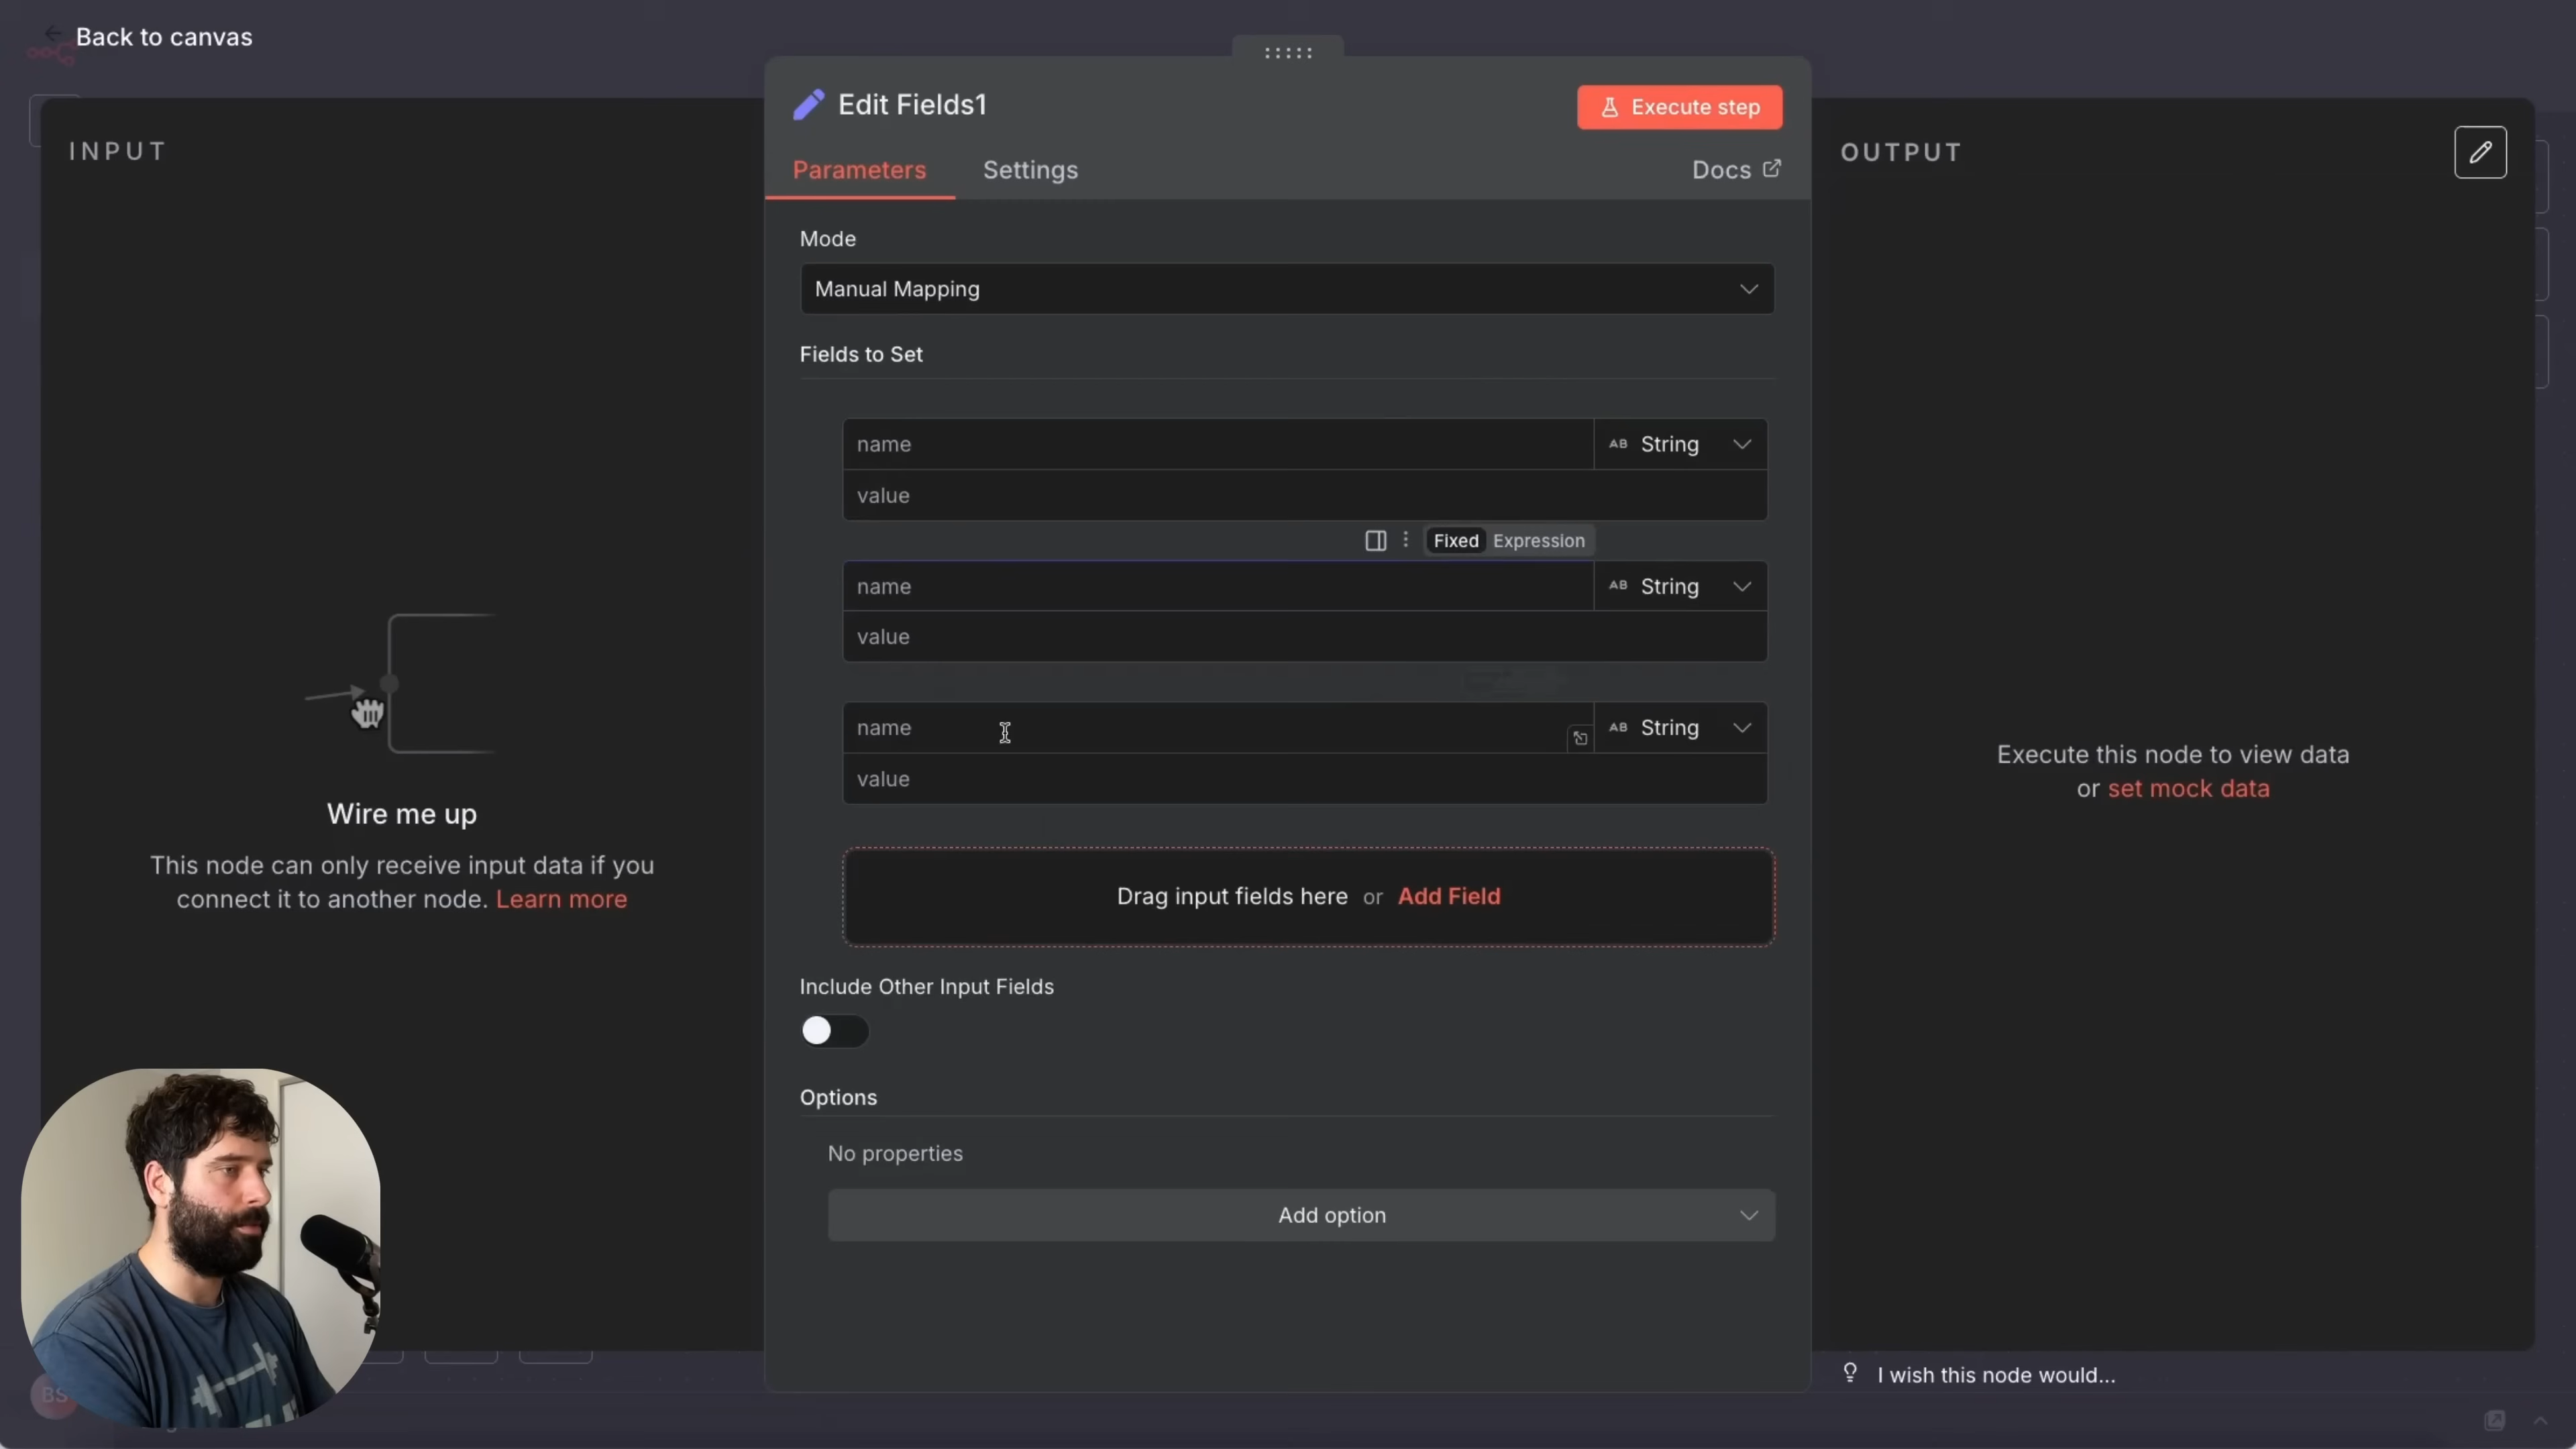 Back to canvas
INPUT
Wire me up
This node can only receive input data if you
connect it to another node. Learn more
Edit Fields1
Execute step
Parameters
Settings
Docs
Mode
Manual Mapping
Fields to Set
name
AB String
value
Fixed Expression
name
AB String
value
name
AB String
value
Drag input fields here or Add Field
Include Other Input Fields
Options
No properties
Add option
OUTPUT
Execute this node to view data
or set mock data
I wish this node would...
BS